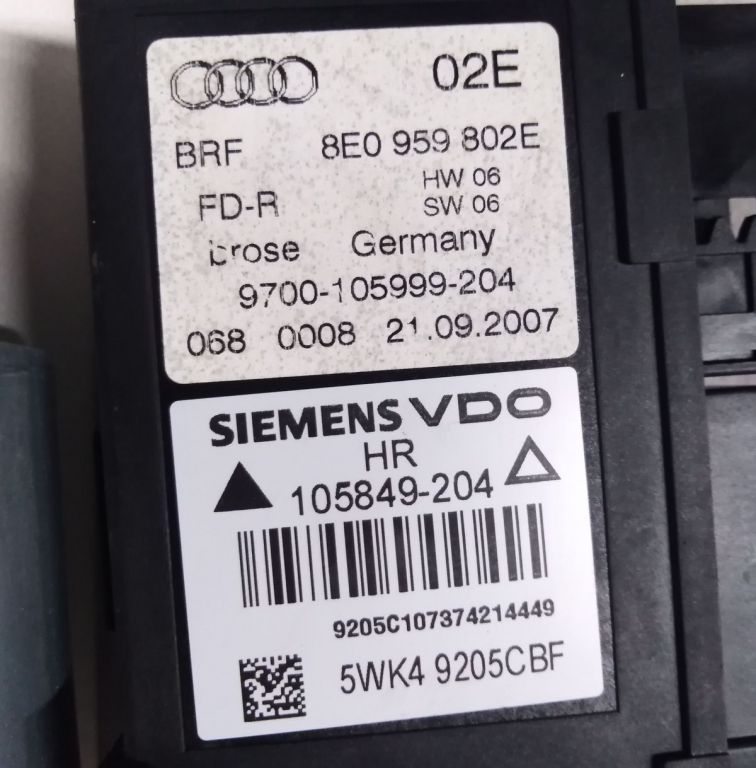 02E
BRF 8E0 959 802E
HW 06
FD-R SW 06
brose Germany
9700-105999-204
068 0008 21.09.2007
SIEMENS VDO
HR
105849-204
9205C107374214449
5WK4 9205CBF